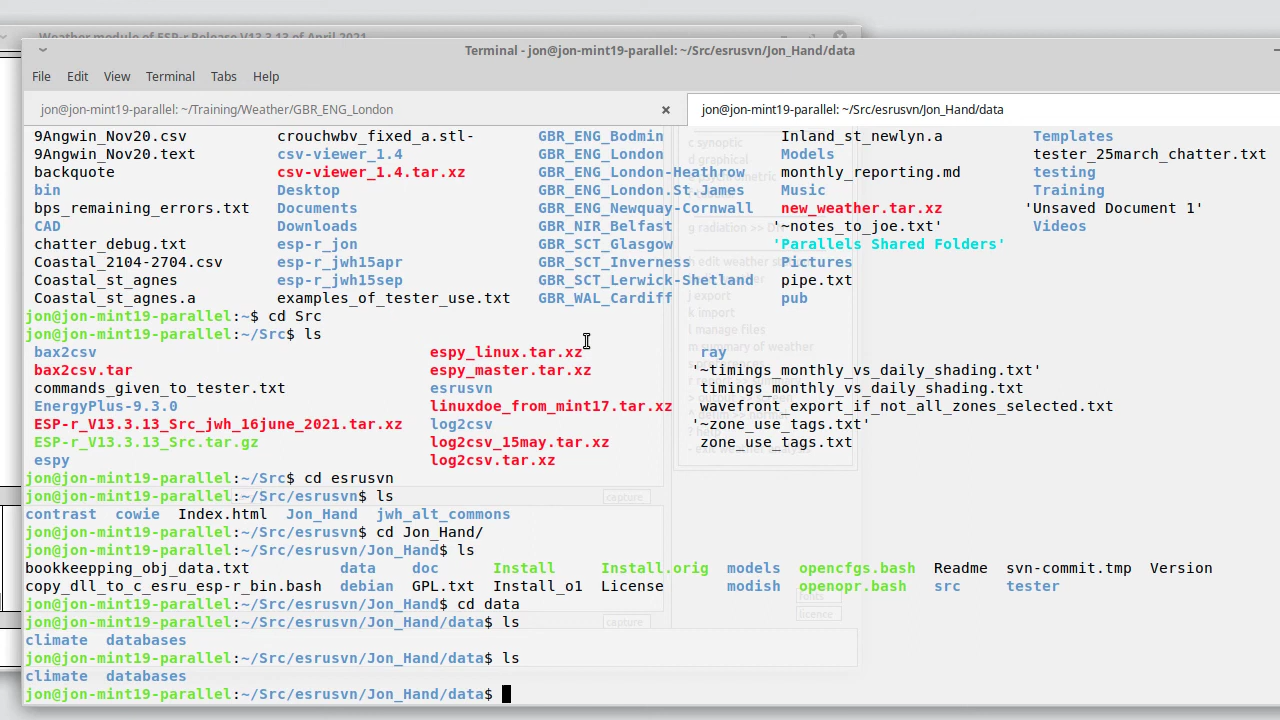 Weather module of ESP-r Release V13.3.13 of April 2021
Terminal - jon@jon-mint19-parallel: ~/Src/esrusvn/Jon_Hand/data
File Edit View Terminal Tabs Help
jon@jon-mint19-parallel: ~/Training/Weather/GBR_ENG_London × jon@jon-mint19-parallel: ~/Src/esrusvn/Jon_Hand/data
9Angwin_Nov20.csv crouchwbv_fixed_a.stl- GBR_ENG_Bodmin Inland_st_newlyn.a Templates
9Angwin_Nov20.text csv-viewer_1.4 GBR_ENG_London Models tester_25march_chatter.txt
backquote csv-viewer_1.4.tar.xz GBR_ENG_London-Heathrow monthly_reporting.md testing
bin Desktop GBR_ENG_London.St.James Music Training
bps_remaining_errors.txt Documents GBR_ENG_Newquay-Cornwall new_weather.tar.xz 'Unsaved Document 1'
CAD Downloads GBR_NIR_Belfast '~notes_to_joe.txt' Videos
chatter_debug.txt esp-r_jon GBR_SCT_Glasgow 'Parallels Shared Folders'
Coastal_2104-2704.csv esp-r_jwh15apr GBR_SCT_Inverness Pictures
Coastal_st_agnes esp-r_jwh15sep GBR_SCT_Lerwick-Shetland pipe.txt
Coastal_st_agnes.a examples_of_tester_use.txt GBR_WAL_Cardiff pub
jon@jon-mint19-parallel:~$ cd Src
jon@jon-mint19-parallel:~/Src$ ls
bax2csv espy_linux.tar.xz ray
bax2csv.tar espy_master.tar.xz '~timings_monthly_vs_daily_shading.txt'
commands_given_to_tester.txt esrusvn timings_monthly_vs_daily_shading.txt
EnergyPlus-9.3.0 linuxdoe_from_mint17.tar.xz wavefront_export_if_not_all_zones_selected.txt
ESP-r_V13.3.13_Src_jwh_16june_2021.tar.xz log2csv '~zone_use_tags.txt'
ESP-r_V13.3.13_Src.tar.gz log2csv_15may.tar.xz zone_use_tags.txt
espy log2csv.tar.xz
jon@jon-mint19-parallel:~/Src$ cd esrusvn
jon@jon-mint19-parallel:~/Src/esrusvn$ ls
contrast cowie Index.html Jon_Hand jwh_alt_commons
jon@jon-mint19-parallel:~/Src/esrusvn$ cd Jon_Hand/
jon@jon-mint19-parallel:~/Src/esrusvn/Jon_Hand$ ls
bookkeepping_obj_data.txt data doc Install Install.orig models opencfgs.bash Readme svn-commit.tmp Version
copy_dll_to_c_esru_esp-r_bin.bash debian GPL.txt Install_o1 License modish openopr.bash src tester
jon@jon-mint19-parallel:~/Src/esrusvn/Jon_Hand$ cd data
jon@jon-mint19-parallel:~/Src/esrusvn/Jon_Hand/data$ ls
climate databases
jon@jon-mint19-parallel:~/Src/esrusvn/Jon_Hand/data$ ls
climate databases
jon@jon-mint19-parallel:~/Src/esrusvn/Jon_Hand/data$
c synoptic
d graphical
g radiation >>
j export
k import
l manage files
m summary of weather
capture
fonts
licence
capture